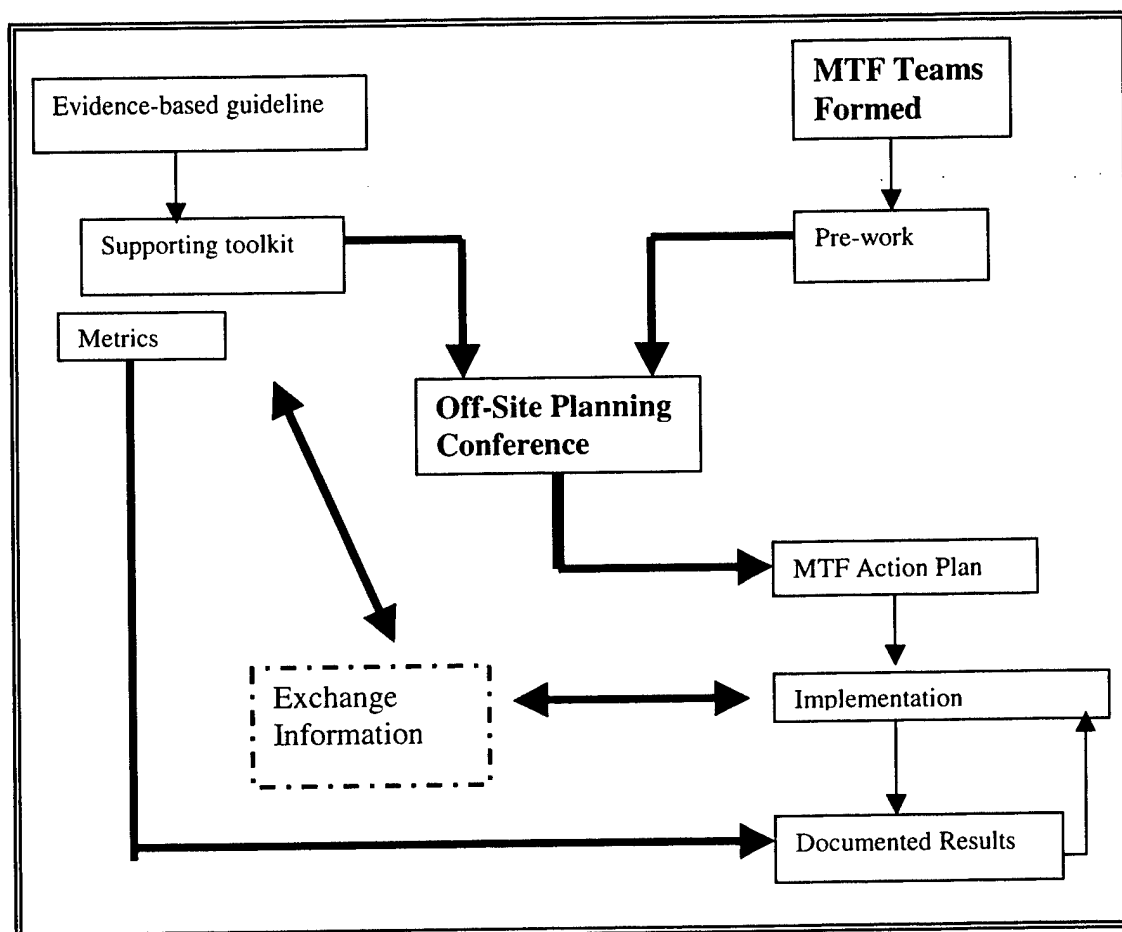 Evidence-based guideline
MTF Teams
Formed
Supporting toolkit
Pre-work
Metrics
Off-Site Planning
Conference
MTF Action Plan
Exchange
Information
Implementation
Documented Results